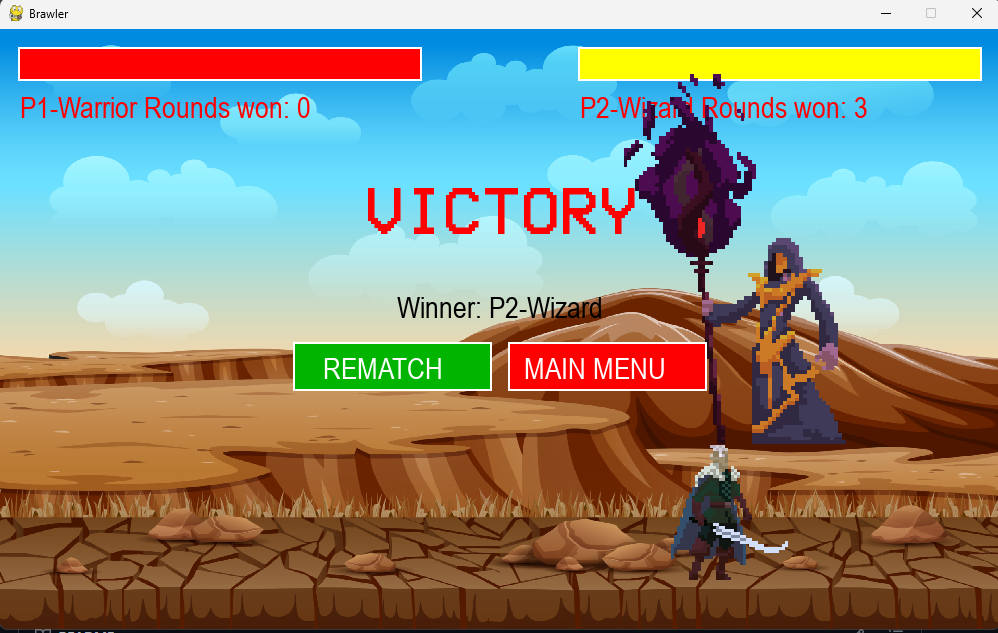 Brawler
P1-Warrior Rounds won: 0
P2-Wizard Rounds won: 3
VICTORY
Winner: P2-Wizard
REMATCH
MAIN MENU